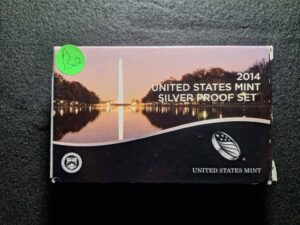 2014
UNITED STATES MINT
SILVER PROOF SET
UNITED STATES MINT